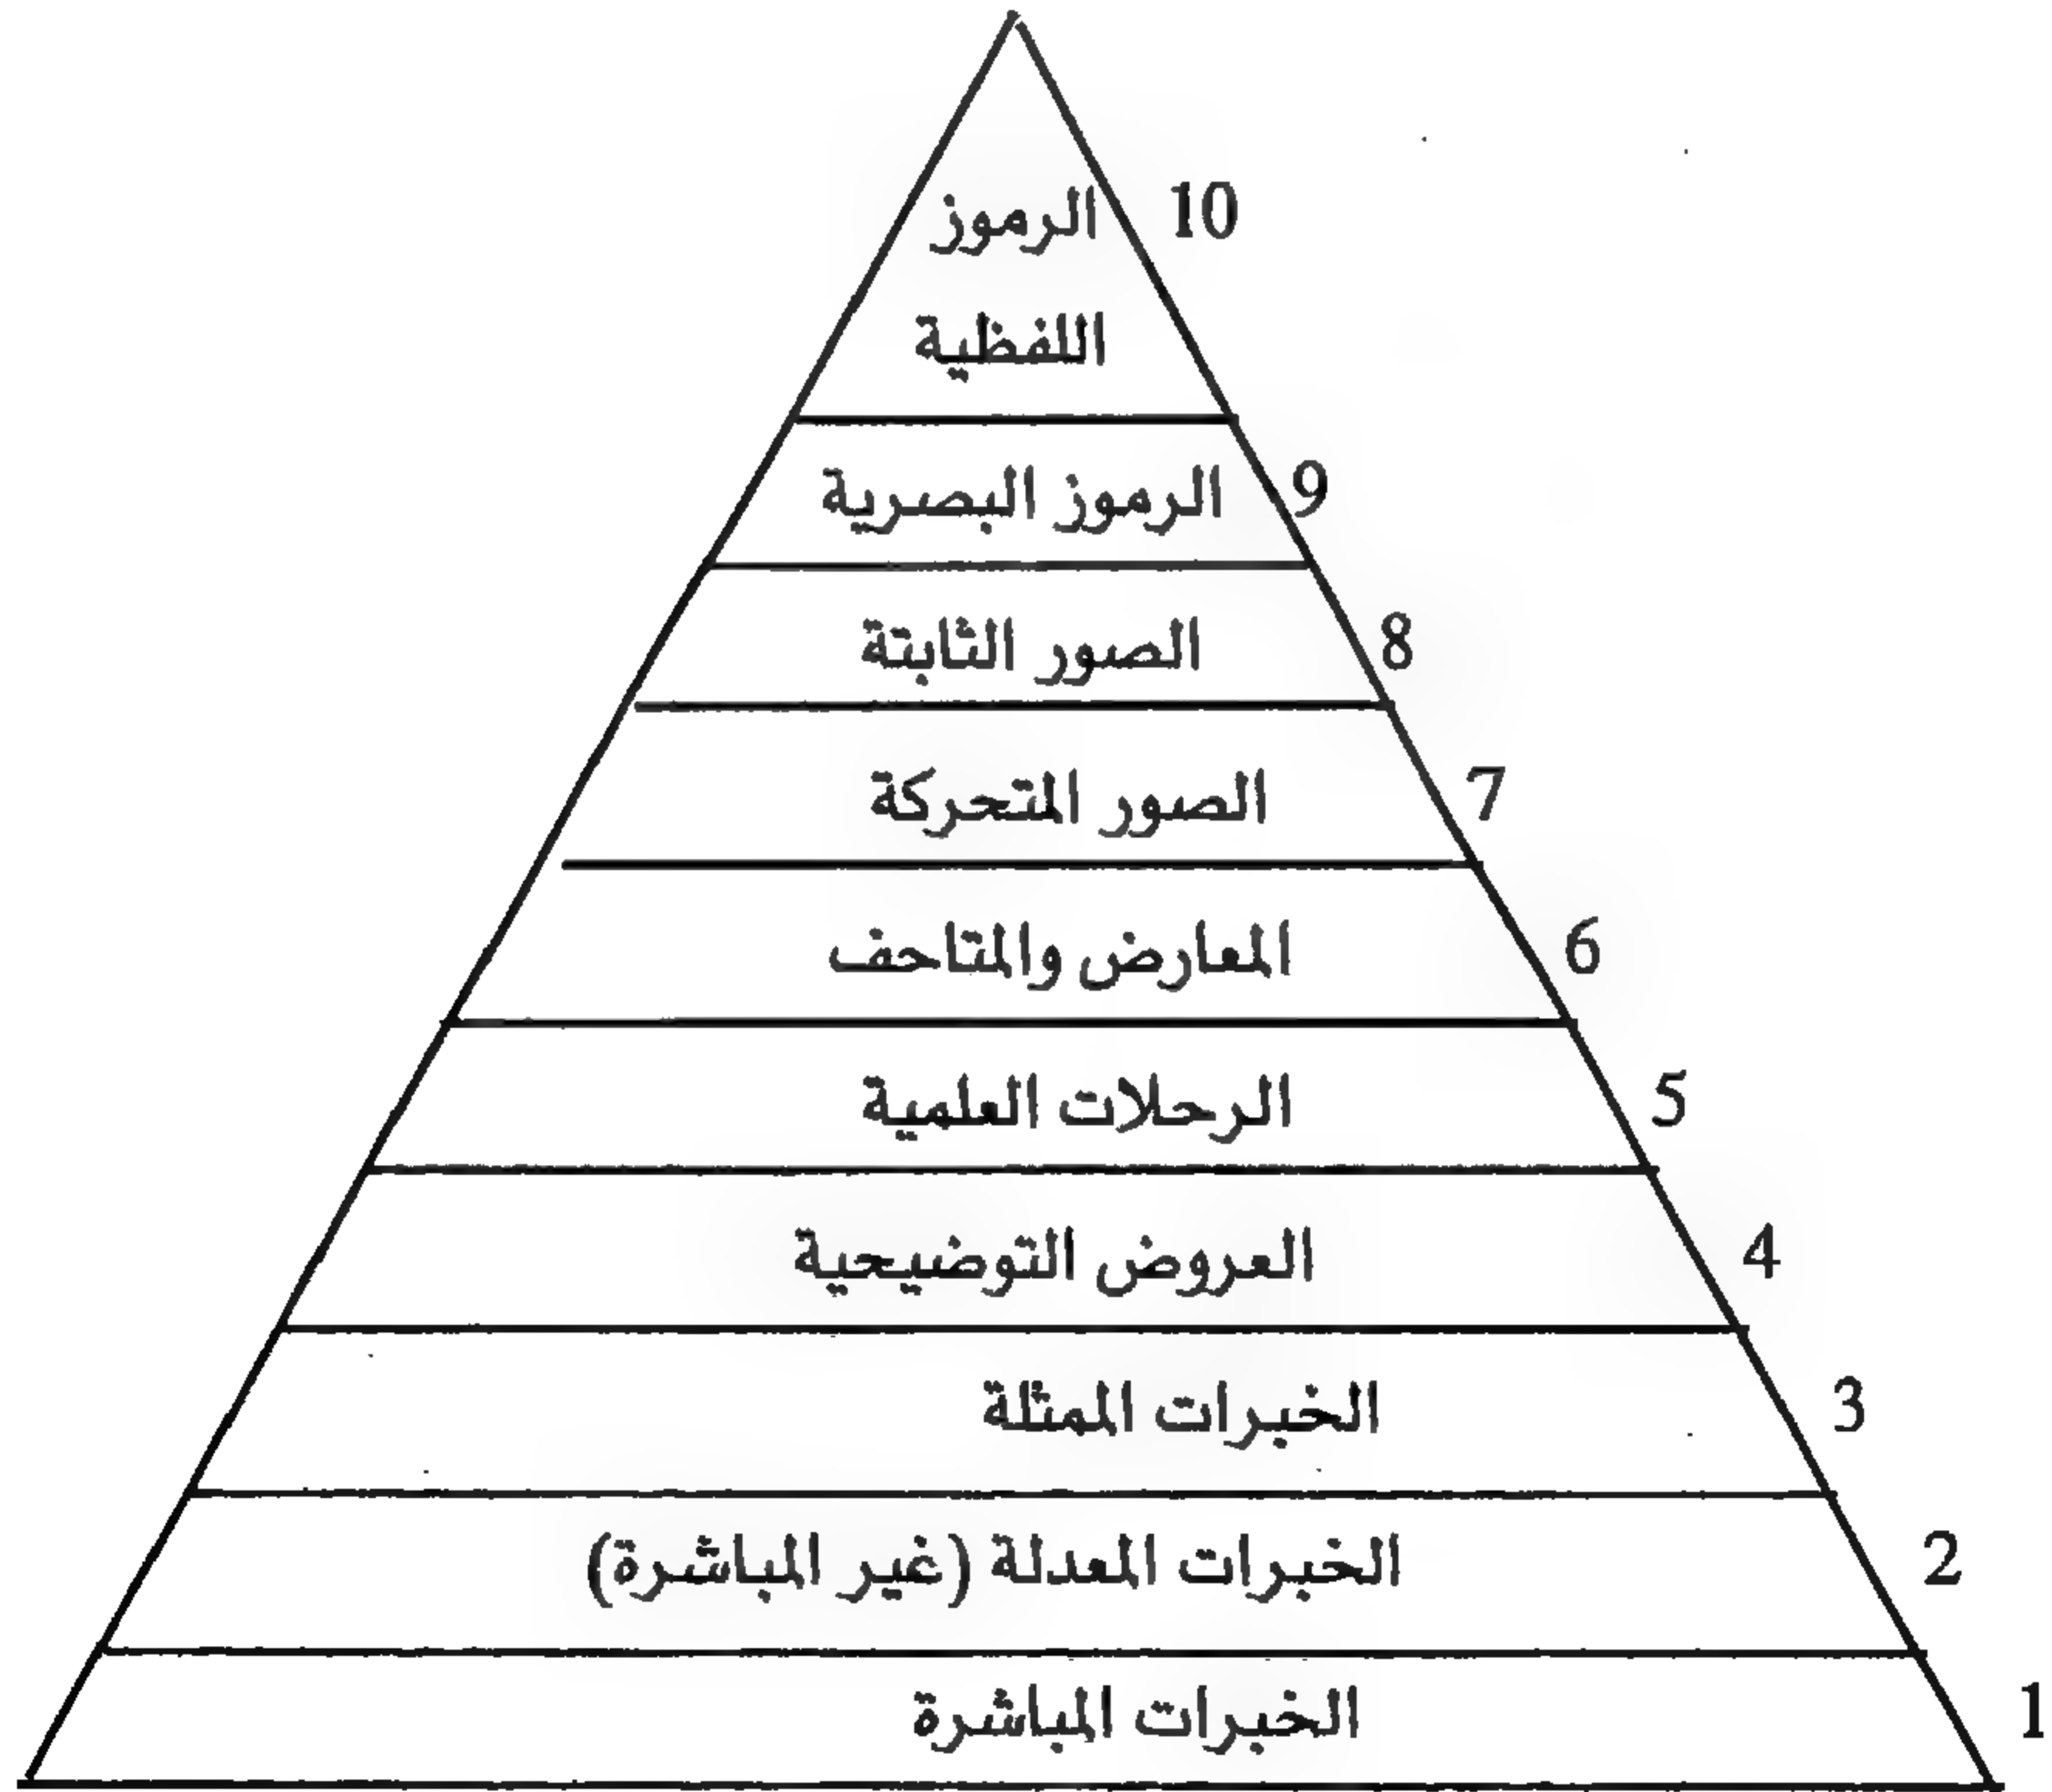 الرموز 10
اللفظية
الرموز البصرية 9
الصور الثابتة 8
الصور المتحركة 7
المعارض والمتاحف 6
الرحلات العلمية 5
العروض التوضيحية 4
الخبرات الممثلة 3
الخبرات المعدلة (غير المباشرة) 2
الخبرات المباشرة 1